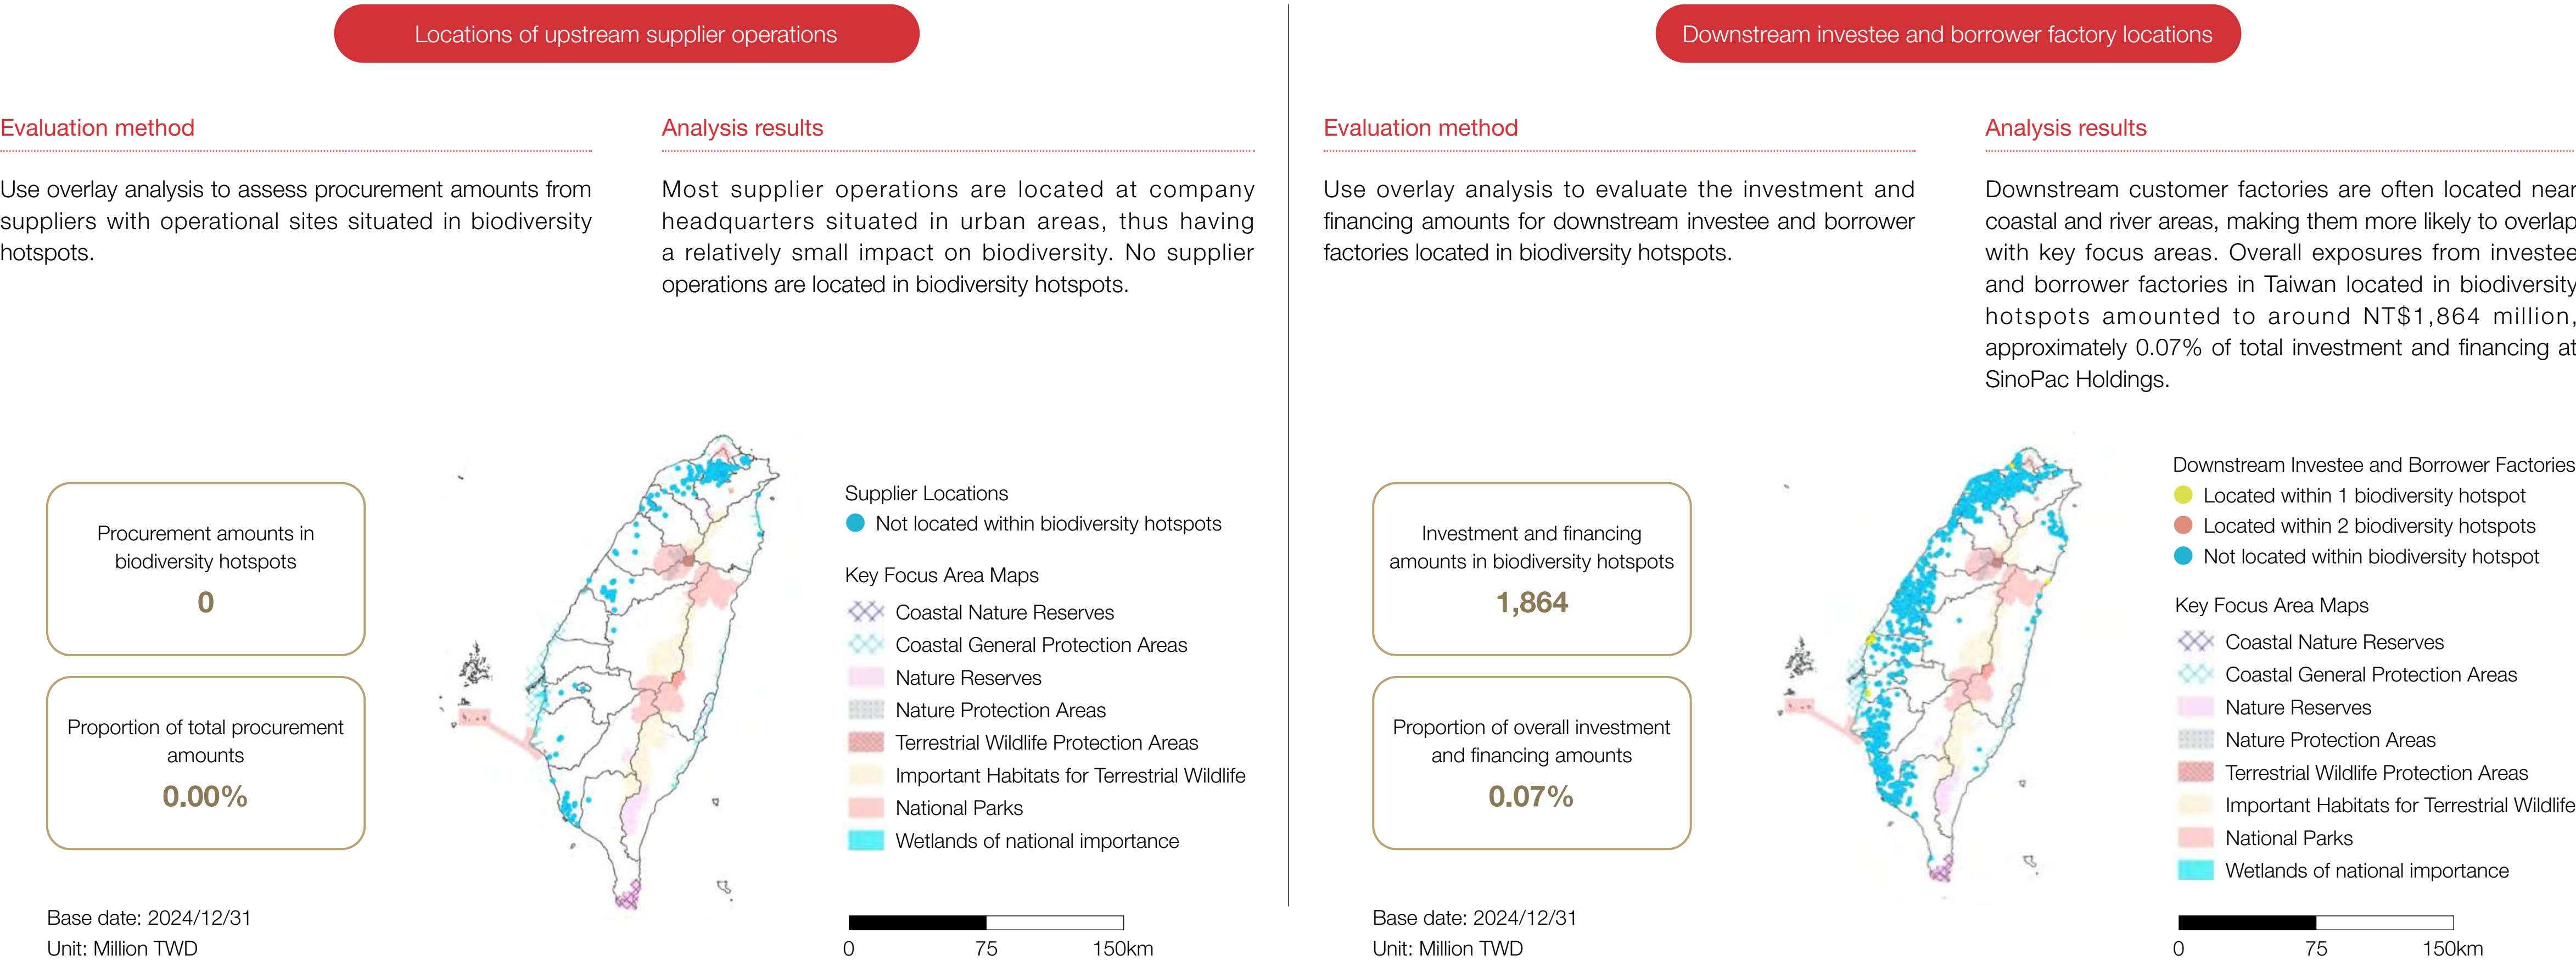 Locations of upstream supplier operations
Evaluation method
Use overlay analysis to assess procurement amounts from
suppliers with operational sites situated in biodiversity
hotspots.
Analysis results
Most supplier operations are located at company
headquarters situated in urban areas, thus having
a relatively small impact on biodiversity. No supplier
operations are located in biodiversity hotspots.
Procurement amounts in
biodiversity hotspots
0
Proportion of total procurement
amounts
0.00%
Base date: 2024/12/31
Unit: Million TWD
Supplier Locations
Not located within biodiversity hotspots
Key Focus Area Maps
Coastal Nature Reserves
Coastal General Protection Areas
Nature Reserves
Nature Protection Areas
Terrestrial Wildlife Protection Areas
Important Habitats for Terrestrial Wildlife
National Parks
Wetlands of national importance
0 75 150km
Downstream investee and borrower factory locations
Evaluation method
Use overlay analysis to evaluate the investment and
financing amounts for downstream investee and borrower
factories located in biodiversity hotspots.
Analysis results
Downstream customer factories are often located near
coastal and river areas, making them more likely to overlap
with key focus areas. Overall exposures from investee
and borrower factories in Taiwan located in biodiversity
hotspots amounted to around NT$1,864 million,
approximately 0.07% of total investment and financing at
SinoPac Holdings.
Investment and financing
amounts in biodiversity hotspots
1,864
Proportion of overall investment
and financing amounts
0.07%
Base date: 2024/12/31
Unit: Million TWD
Downstream Investee and Borrower Factories
Located within 1 biodiversity hotspot
Located within 2 biodiversity hotspots
Not located within biodiversity hotspot
Key Focus Area Maps
Coastal Nature Reserves
Coastal General Protection Areas
Nature Reserves
Nature Protection Areas
Terrestrial Wildlife Protection Areas
Important Habitats for Terrestrial Wildlife
National Parks
Wetlands of national importance
0 75 150km